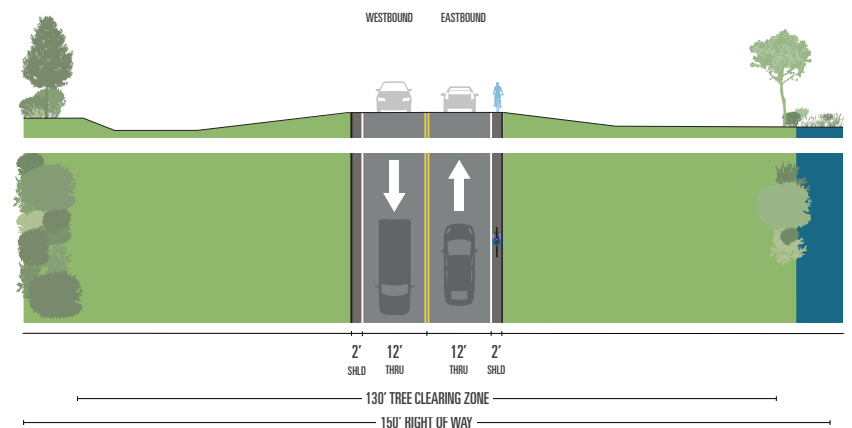 WESTBOUND EASTBOUND
2' 12' 12' 2'
SHLD THRU THRU SHLD
130' TREE CLEARING ZONE
150' RIGHT OF WAY